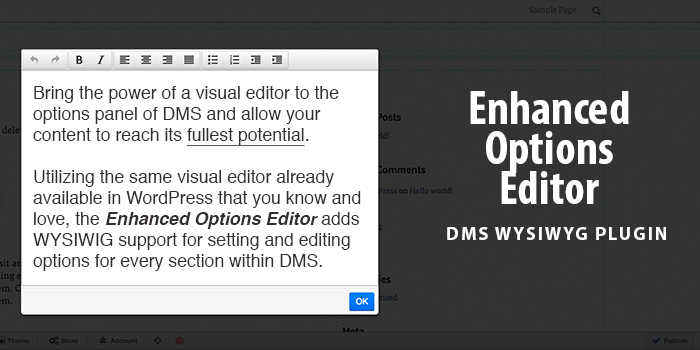 Sample Page
B I
Bring the power of a visual editor to the
options panel of DMS and allow your
content to reach its fullest potential.
Utilizing the same visual editor already
available in WordPress that you know and
love, the Enhanced Options Editor adds
WYSIWIG support for setting and editing
options for every section within DMS.
OK
Enhanced
Options
Editor
DMS WYSIWYG PLUGIN
Posts
Comments
Press on Hello world!
Meta
Theme
Store
Account
Publish